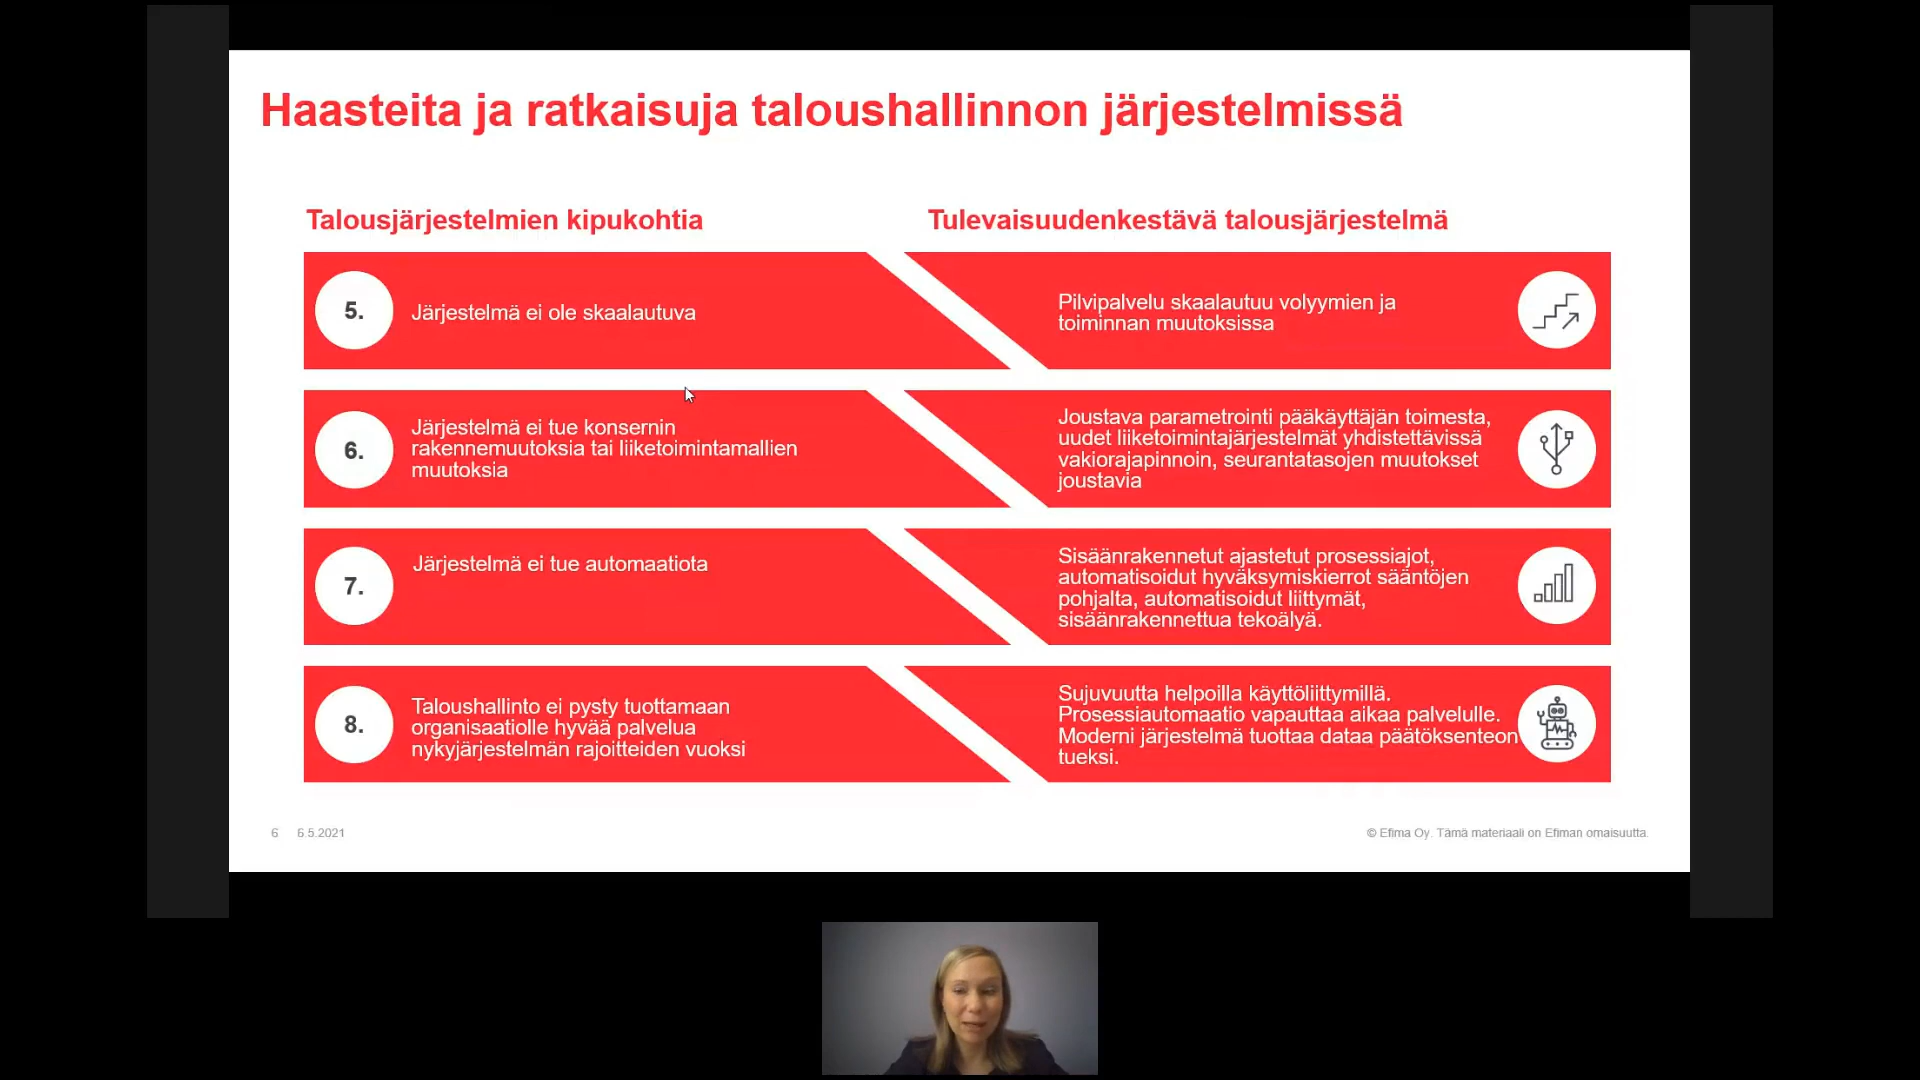 Haasteita ja ratkaisuja taloushallinnon järjestelmissä
Talousjärjestelmien kipukohtia
Tulevaisuudenkestävä talousjärjestelmä
5.
Järjestelmä ei ole skaalautuva
Pilvipalvelu skaalautuu volyymien ja
toiminnan muutoksissa
6.
Järjestelmä ei tue konsernin
rakennemuutoksia tai liiketoimintamallien
muutoksia
Joustava parametrointi pääkäyttäjän toimesta,
uudet liiketoimintajärjestelmät yhdistettävissä
vakiorajapinnoin, seurantatasojen muutokset
joustavia
7.
Järjestelmä ei tue automaatiota
Sisäänrakennetut ajastetut prosessiajot,
automatisoidut hyväksymiskierrot sääntöjen
pohjalta, automatisoidut liittymät,
sisäänrakennettua tekoälyä.
8.
Taloushallinto ei pysty tuottamaan
organisaatiolle hyvää palvelua
nykyjärjestelmän rajoitteiden vuoksi
Sujuvuutta helpoilla käyttöliittymillä.
Prosessiautomaatio vapauttaa aikaa palvelulle.
Moderni järjestelmä tuottaa dataa päätöksenteon
tueksi.
6 6.5.2021
© Efima Oy. Tämä materiaali on Efiman omaisuutta.